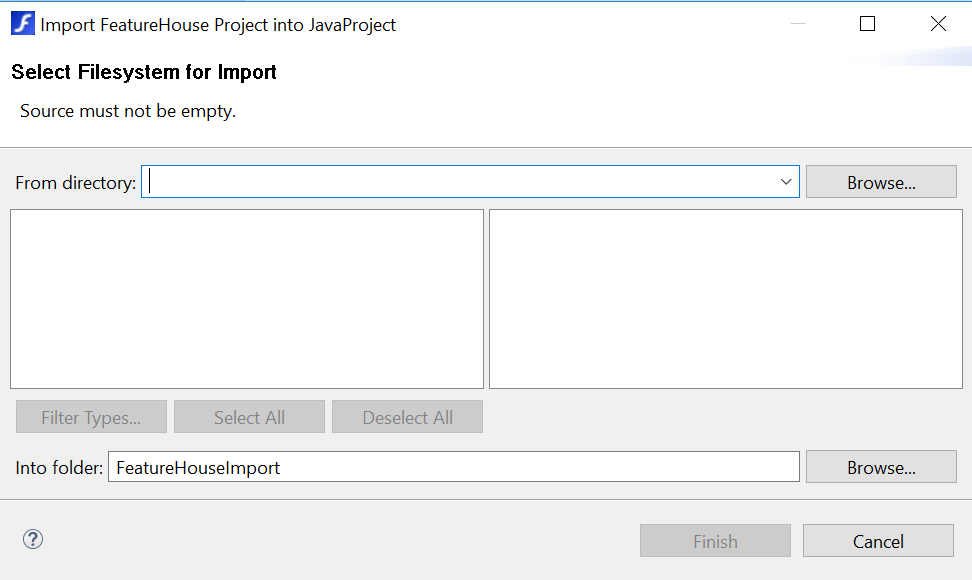 Import FeatureHouse Project into JavaProject
Select Filesystem for Import
Source must not be empty.
From directory:
Browse...
Filter Types...
Select All
Deselect All
Into folder:
FeatureHouseImport
Browse...
?
Finish
Cancel